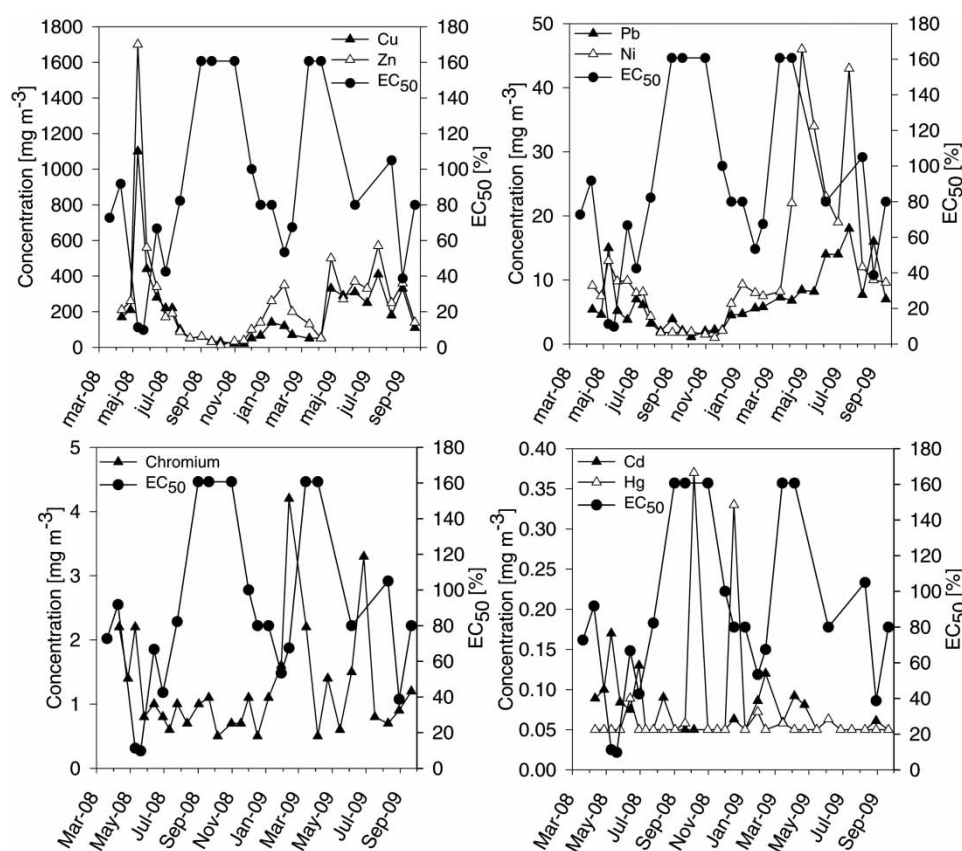 1800
1600
1400
1200
1000
800
600
400
200
0
Concentration [mg m-3]
Cu
Zn
EC50
180
160
140
120
100
80
60
40
20
0
EC50 [%]
mar-08
maj-08
jul-08
sep-08
nov-08
jan-09
mar-09
maj-09
jul-09
sep-09
50
40
30
20
10
0
Concentration [mg m-3]
Pb
Ni
EC50
180
160
140
120
100
80
60
40
20
0
EC50 [%]
mar-08
maj-08
jul-08
sep-08
nov-08
jan-09
mar-09
maj-09
jul-09
sep-09
5
4
3
2
1
0
Concentration [mg m-3]
Chromium
EC50
180
160
140
120
100
80
60
40
20
0
EC50 [%]
Mar-08
May-08
Jul-08
Sep-08
Nov-08
Jan-09
Mar-09
May-09
Jul-09
Sep-09
0.40
0.35
0.30
0.25
0.20
0.15
0.10
0.05
0.00
Concentration [mg m-3]
Cd
Hg
EC50
180
160
140
120
100
80
60
40
20
0
EC50 [%]
Mar-08
May-08
Jul-08
Sep-08
Nov-08
Jan-09
Mar-09
May-09
Jul-09
Sep-09